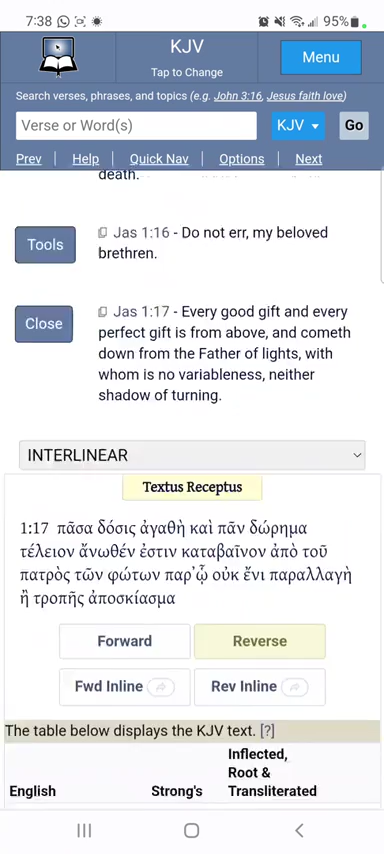 7:38 95%
KJV
Tap to Change
Menu
Search verses, phrases, and topics (e.g. John 3:16, Jesus faith love)
Verse or Word(s) KJV Go
Prev | Help | Quick Nav | Options | Next
death.
Tools
Jas 1:16 - Do not err, my beloved
brethren.
Close
Jas 1:17 - Every good gift and every
perfect gift is from above, and cometh
down from the Father of lights, with
whom is no variableness, neither
shadow of turning.
INTERLINEAR
Textus Receptus
1:17 πᾶσα δόσις ἀγαθὴ καὶ πᾶν δώρημα
τέλειον ἄνωθέν ἐστιν καταβαῖνον ἀπὸ τοῦ
πατρὸς τῶν φώτων παρ᾽ ᾧ οὐκ ἔνι παραλλαγὴ
ἢ τροπῆς ἀποσκίασμα
Forward Reverse
Fwd Inline Rev Inline
The table below displays the KJV text. [?]
English Strong's Inflected,
Root &
Transliterated